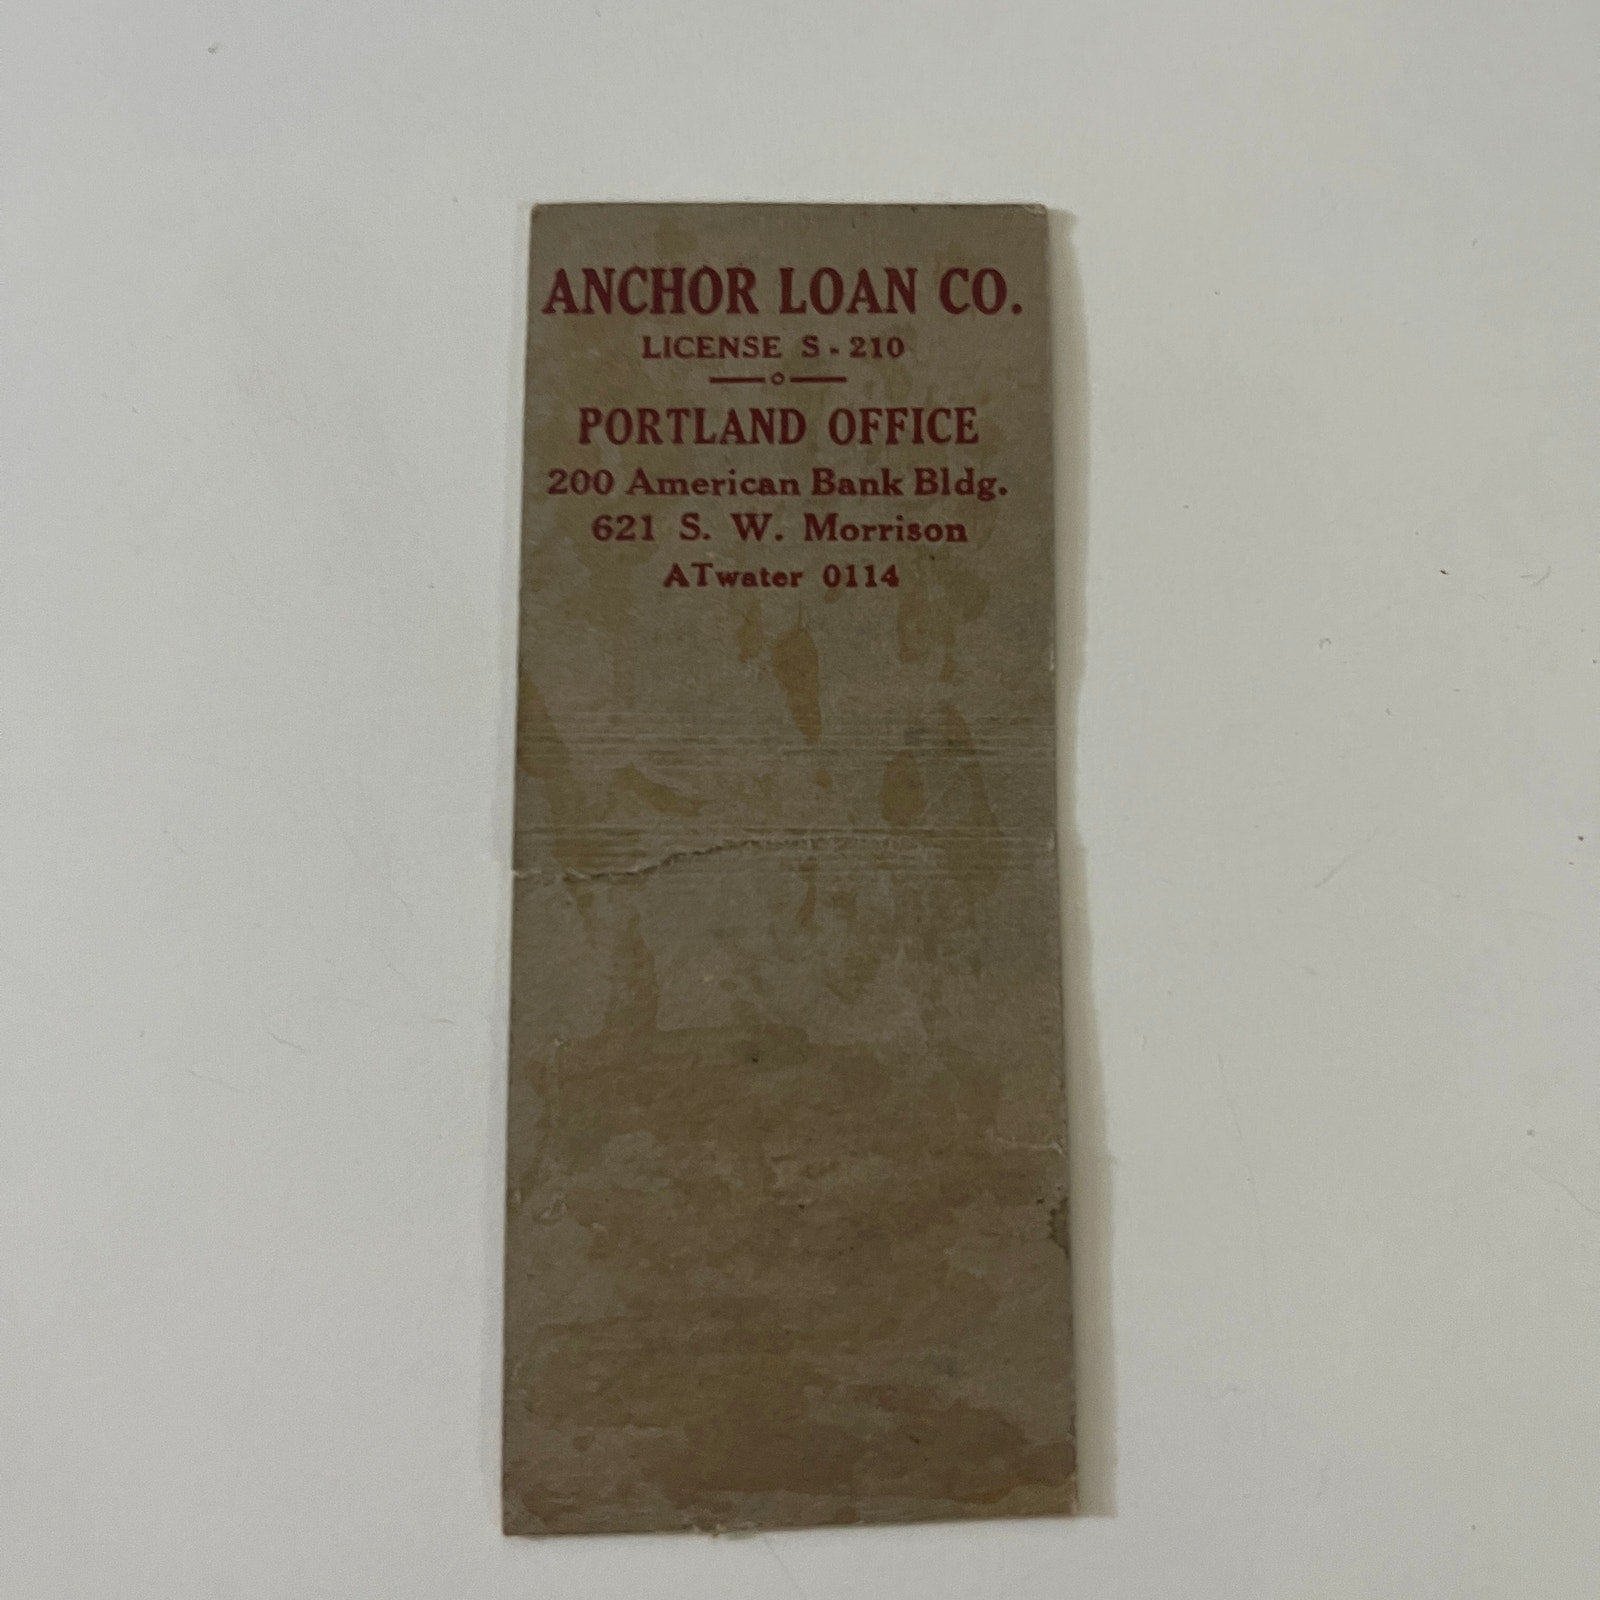 ANCHOR LOAN CO.
LICENSE S - 210
PORTLAND OFFICE
200 American Bank Bldg.
621 S. W. Morrison
ATwater 0114